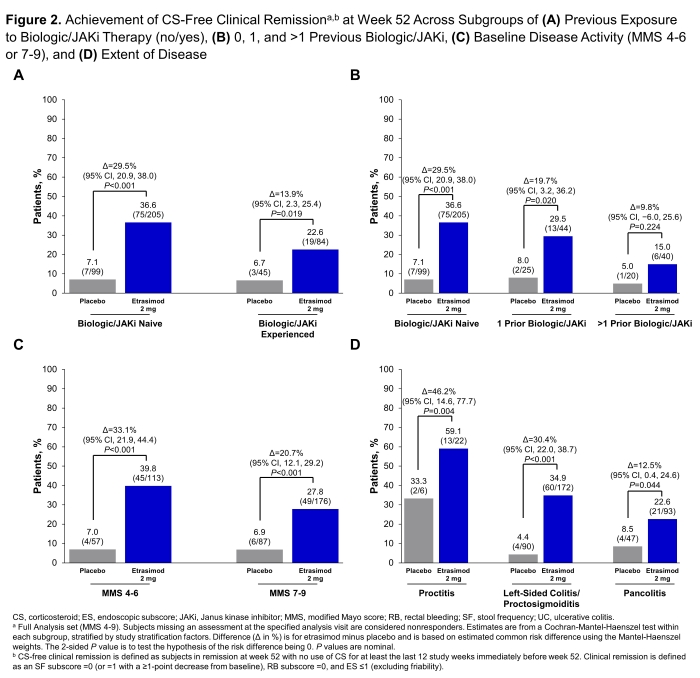 Figure 2. Achievement of CS-Free Clinical Remissionᵃ,ᵇ at Week 52 Across Subgroups of (A) Previous Exposure
to Biologic/JAKi Therapy (no/yes), (B) 0, 1, and >1 Previous Biologic/JAKi, (C) Baseline Disease Activity (MMS 4-6
or 7-9), and (D) Extent of Disease
A
Patients, %
100
90
80
70
60
50
40
30
20
10
0
Δ=29.5%
(95% CI, 20.9, 38.0)
P<0.001
7.1
(7/99)
36.6
(75/205)
Δ=13.9%
(95% CI, 2.3, 25.4)
P=0.019
6.7
(3/45)
22.6
(19/84)
Placebo
Etrasimod
2 mg
Placebo
Etrasimod
2 mg
Biologic/JAKi Naive
Biologic/JAKi
Experienced
B
Patients, %
100
90
80
70
60
50
40
30
20
10
0
Δ=29.5%
(95% CI, 20.9, 38.0)
P<0.001
7.1
(7/99)
36.6
(75/205)
Δ=19.7%
(95% CI, 3.2, 36.2)
P=0.020
8.0
(2/25)
29.5
(13/44)
Δ=9.8%
(95% CI, −6.0, 25.6)
P=0.224
5.0
(1/20)
15.0
(6/40)
Placebo
Etrasimod
2 mg
Placebo
Etrasimod
2 mg
Placebo
Etrasimod
2 mg
Biologic/JAKi Naive
1 Prior Biologic/JAKi
>1 Prior Biologic/JAKi
C
Patients, %
100
90
80
70
60
50
40
30
20
10
0
Δ=33.1%
(95% CI, 21.9, 44.4)
P<0.001
7.0
(4/57)
39.8
(45/113)
Δ=20.7%
(95% CI, 12.1, 29.2)
P<0.001
6.9
(6/87)
27.8
(49/176)
Placebo
Etrasimod
2 mg
Placebo
Etrasimod
2 mg
MMS 4-6
MMS 7-9
D
Patients, %
100
90
80
70
60
50
40
30
20
10
0
Δ=46.2%
(95% CI, 14.6, 77.7)
P=0.004
33.3
(2/6)
59.1
(13/22)
Δ=30.4%
(95% CI, 22.0, 38.7)
P<0.001
4.4
(4/90)
34.9
(60/172)
Δ=12.5%
(95% CI, 0.4, 24.6)
P=0.044
8.5
(4/47)
22.6
(21/93)
Placebo
Etrasimod
2 mg
Placebo
Etrasimod
2 mg
Placebo
Etrasimod
2 mg
Proctitis
Left-Sided Colitis/
Proctosigmoiditis
Pancolitis
CS, corticosteroid; ES, endoscopic subscore; JAKi, Janus kinase inhibitor; MMS, modified Mayo score; RB, rectal bleeding; SF, stool frequency; UC, ulcerative colitis.
ᵃ Full Analysis set (MMS 4-9). Subjects missing an assessment at the specified analysis visit are considered nonresponders. Estimates are from a Cochran-Mantel-Haenszel test within
each subgroup, stratified by study stratification factors. Difference (Δ in %) is for etrasimod minus placebo and is based on estimated common risk difference using the Mantel-Haenszel
weights. The 2-sided P value is to test the hypothesis of the risk difference being 0. P values are nominal.
ᵇ CS-free clinical remission is defined as subjects in remission at week 52 with no use of CS for at least the last 12 study weeks immediately before week 52. Clinical remission is defined
as an SF subscore =0 (or =1 with a ≥1-point decrease from baseline), RB subscore =0, and ES ≤1 (excluding friability).